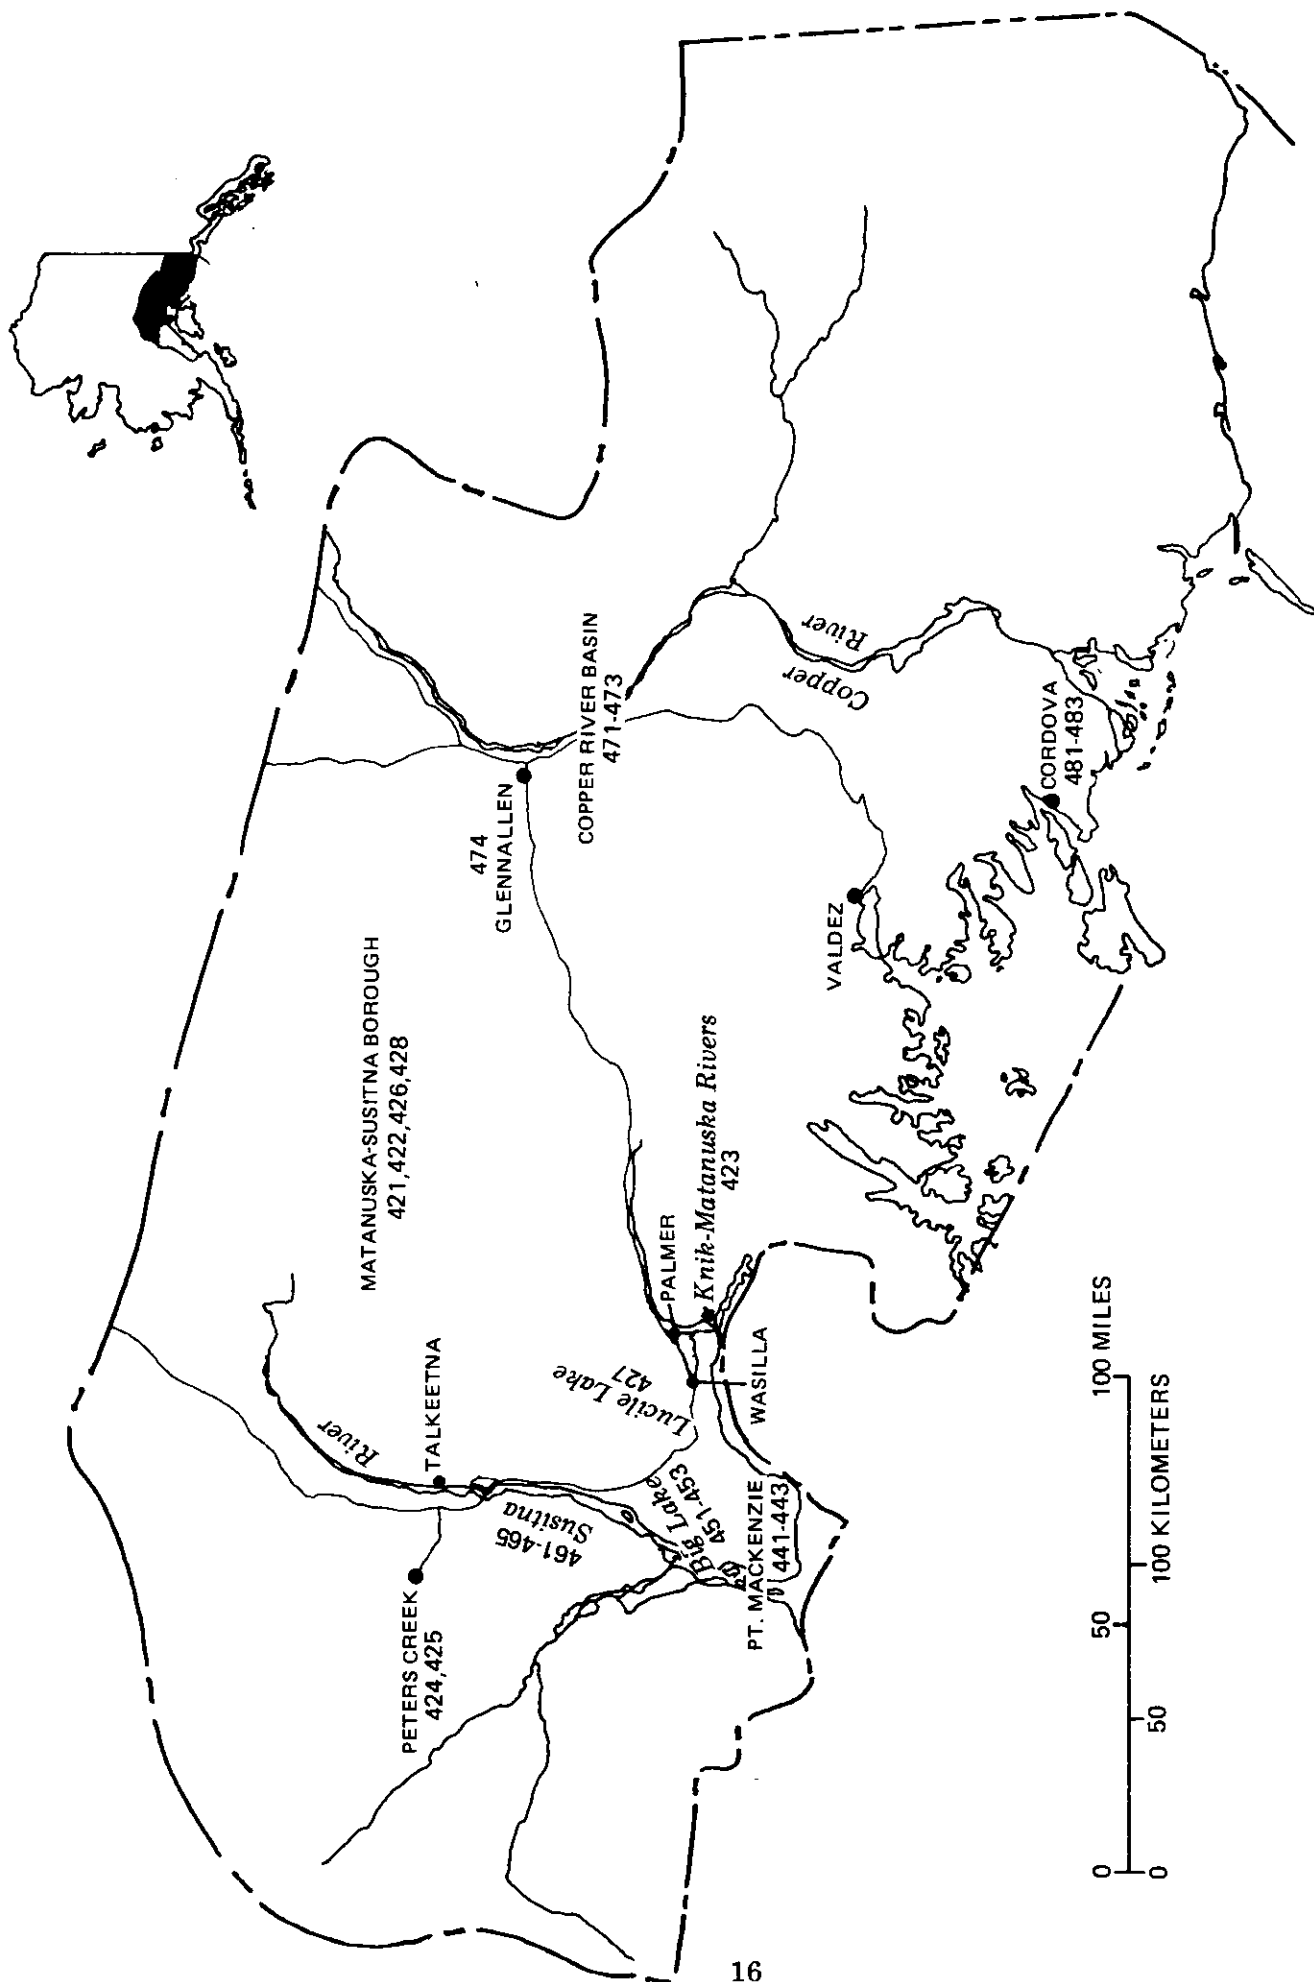 MATANUSKA-SUSITNA BOROUGH
421,422,426,428
PETERS CREEK
424,425
TALKEETNA
River
Susitna
461-465
474
GLENNALLEN
COPPER RIVER BASIN
471-473
Lucile Lake
427
Big Lake
451-453
PALMER
Knik-Matanuska Rivers
423
WASILLA
PT. MACKENZIE
441-443
VALDEZ
Copper
River
CORDOVA
481-483
0
50
100 MILES
0
50
100 KILOMETERS
16